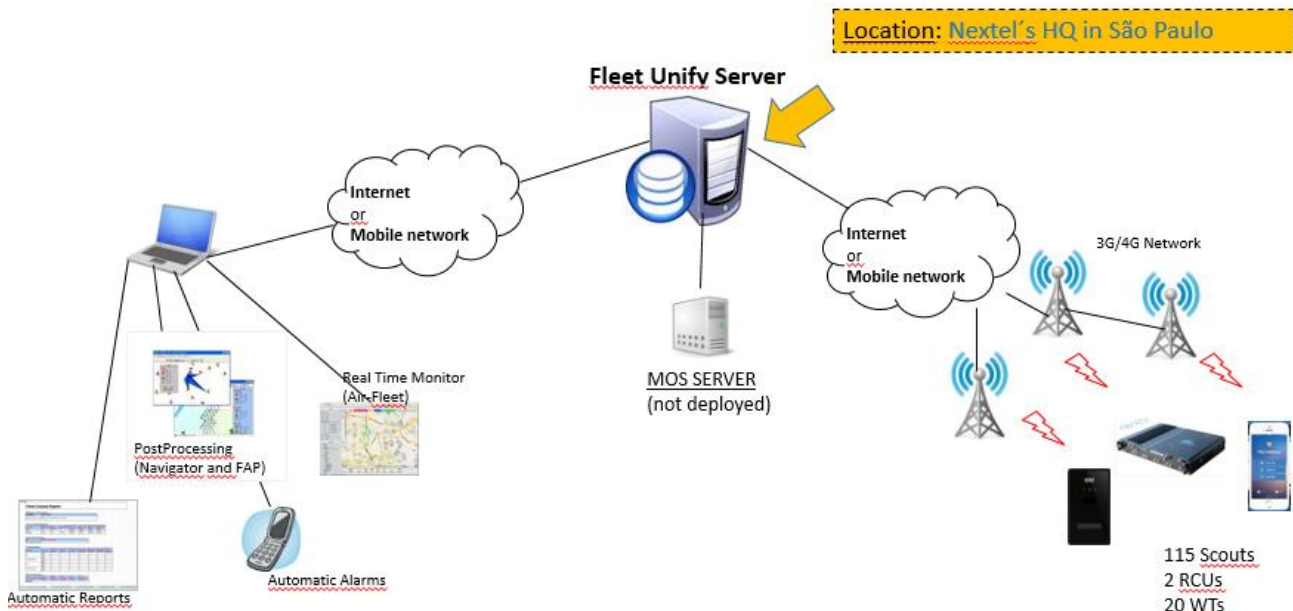 Location: Nextel´s HQ in São Paulo
Fleet Unify Server
Internet
or
Mobile network
Internet
or
Mobile network
3G/4G Network
MOS SERVER
(not deployed)
Real Time Monitor
(Air-Fleet)
PostProcessing
(Navigator and FAP)
Automatic Alarms
Automatic Reports
115 Scouts
2 RCUs
20 WTs